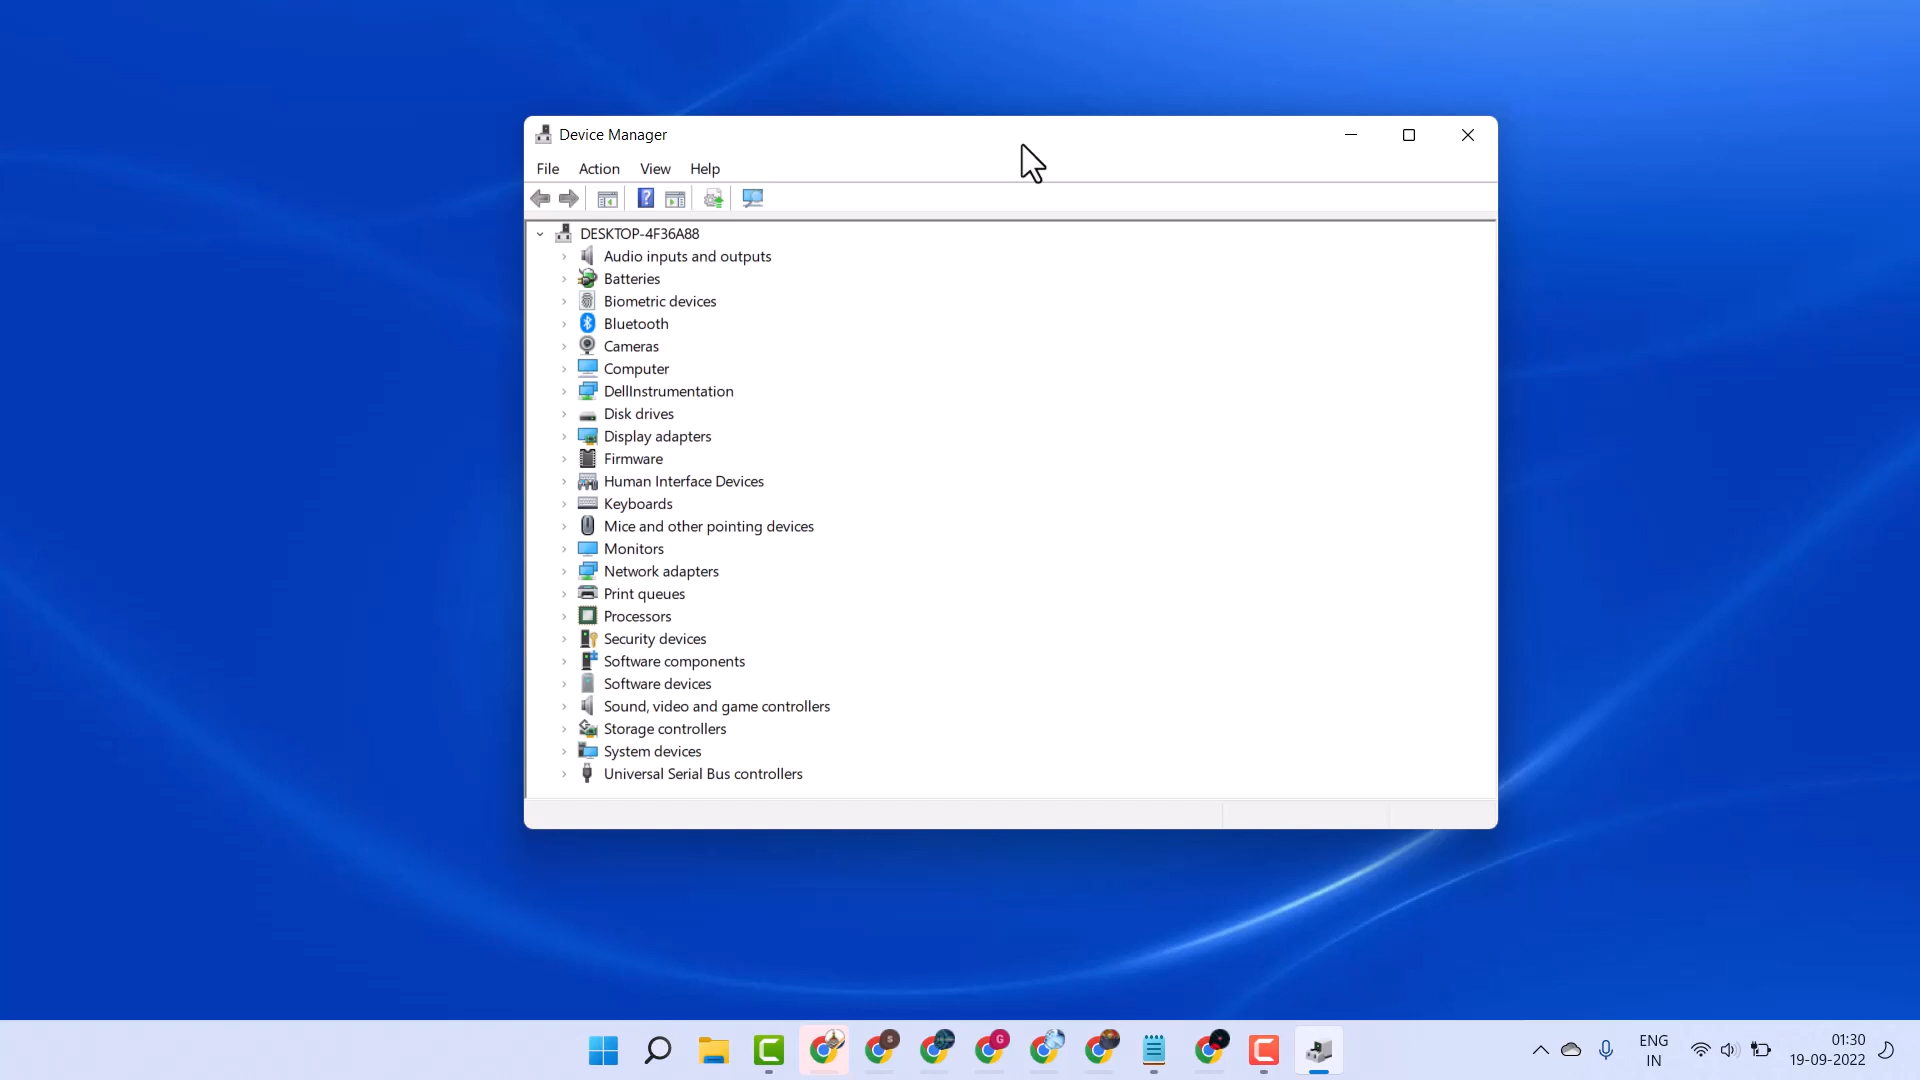 Device Manager
File Action View Help
DESKTOP-4F36A88
Audio inputs and outputs
Batteries
Biometric devices
Bluetooth
Cameras
Computer
DellInstrumentation
Disk drives
Display adapters
Firmware
Human Interface Devices
Keyboards
Mice and other pointing devices
Monitors
Network adapters
Print queues
Processors
Security devices
Software components
Software devices
Sound, video and game controllers
Storage controllers
System devices
Universal Serial Bus controllers
S
G
ENG
IN
01:30
19-09-2022